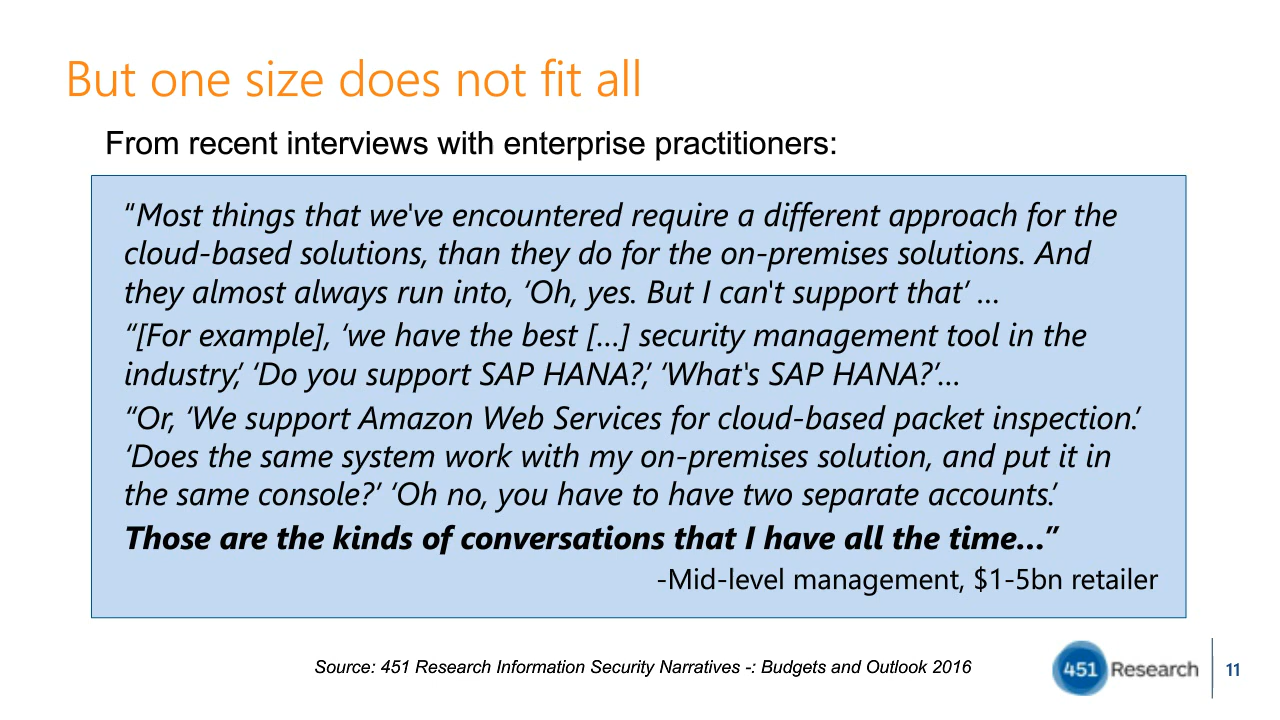 But one size does not fit all
From recent interviews with enterprise practitioners:
“Most things that we've encountered require a different approach for the
cloud-based solutions, than they do for the on-premises solutions. And
they almost always run into, ‘Oh, yes. But I can't support that’ …
“[For example], ‘we have the best […] security management tool in the
industry,’ ‘Do you support SAP HANA?,’ ‘What's SAP HANA?’…
“Or, ‘We support Amazon Web Services for cloud-based packet inspection.’
‘Does the same system work with my on-premises solution, and put it in
the same console?’ ‘Oh no, you have to have two separate accounts.’
Those are the kinds of conversations that I have all the time…”
-Mid-level management, $1-5bn retailer
Source: 451 Research Information Security Narratives -: Budgets and Outlook 2016
451 Research
11